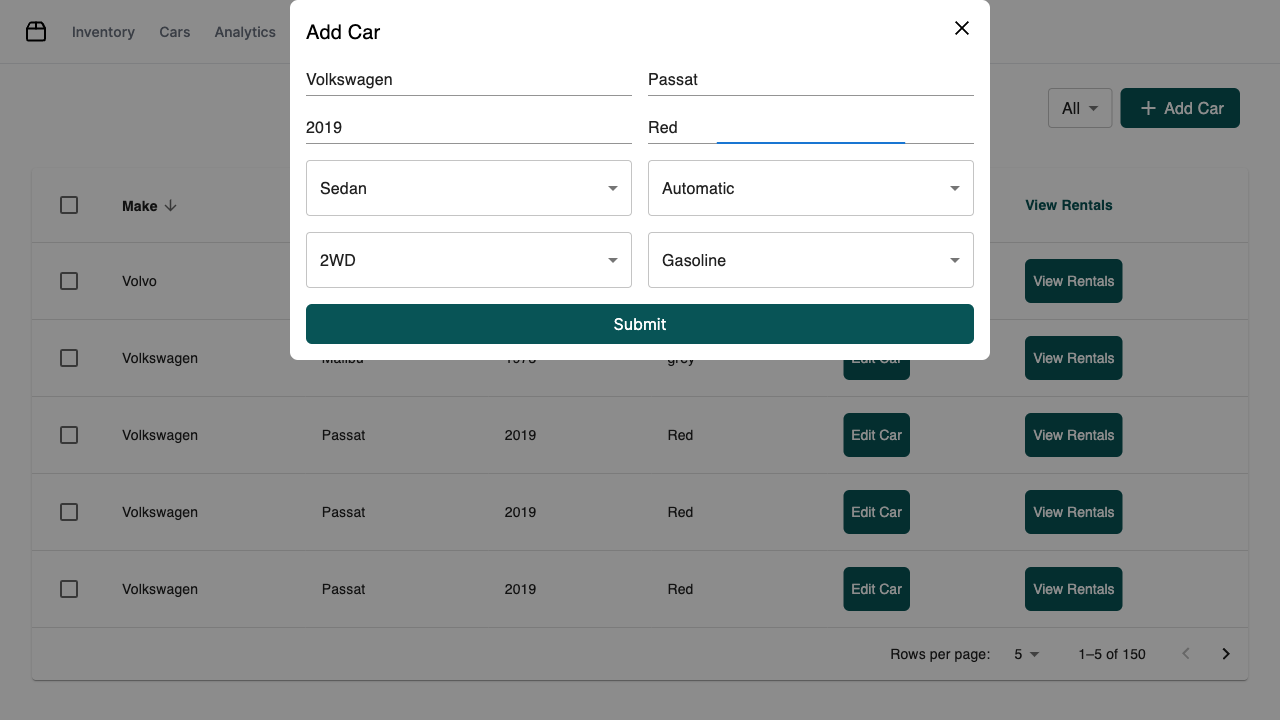 Inventory Cars Analytics
Add Car
Volkswagen Passat
2019 Red
All Add Car
Sedan Automatic
Make View Rentals
2WD Gasoline
Volvo View Rentals
Submit
Volkswagen Malibu 1973 grey Edit Car View Rentals
Volkswagen Passat 2019 Red Edit Car View Rentals
Volkswagen Passat 2019 Red Edit Car View Rentals
Volkswagen Passat 2019 Red Edit Car View Rentals
Rows per page: 5 1–5 of 150